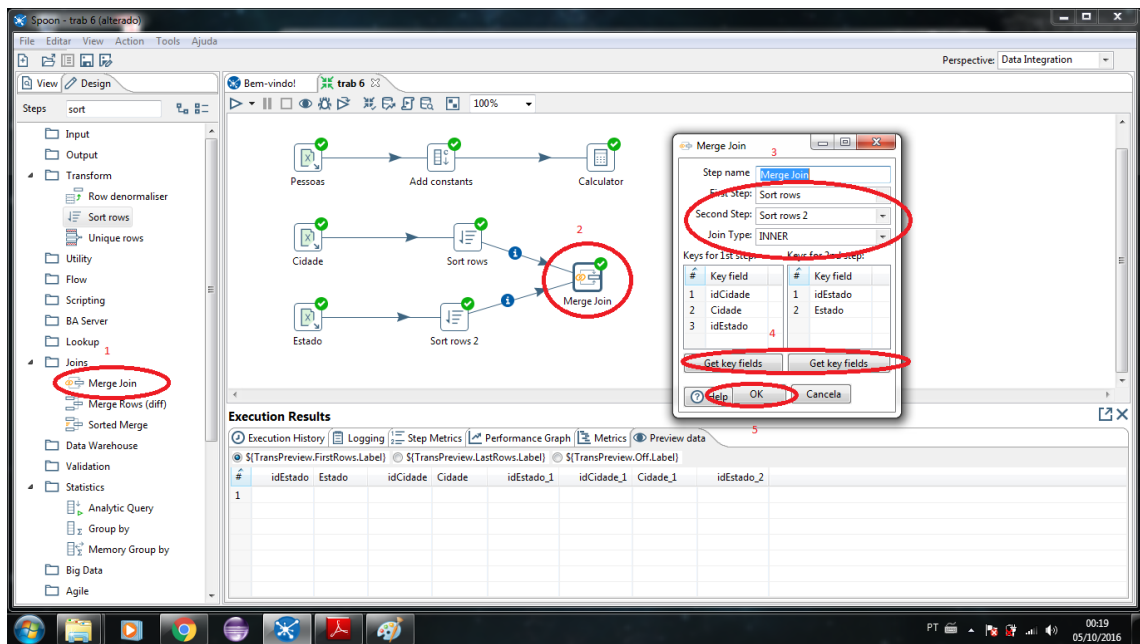 Spoon - trab 6 (alterado)
File Editar View Action Tools Ajuda
Perspective: Data Integration
View Design
Steps sort
Input
Output
Transform
Row denormaliser
Sort rows
Unique rows
Utility
Flow
Scripting
BA Server
Lookup
1
Joins
Merge Join
Merge Rows (diff)
Sorted Merge
Data Warehouse
Validation
Statistics
Analytic Query
Group by
Memory Group by
Big Data
Agile
Bem-vindo! trab 6
100%
Pessoas Add constants Calculator
Cidade Sort rows
2
Merge Join
Estado Sort rows 2
Merge Join
3
Step name Merge Join
First Step: Sort rows
Second Step: Sort rows 2
Join Type: INNER
Keys for 1st step: Keys for 2nd step:
# Key field # Key field
1 idCidade 1 idEstado
2 Cidade 2 Estado
3 idEstado
4
Get key fields Get key fields
Help OK Cancela
5
Execution Results
Execution History Logging Step Metrics Performance Graph Metrics Preview data
${TransPreview.FirstRows.Label} ${TransPreview.LastRows.Label} ${TransPreview.Off.Label}
# idEstado Estado idCidade Cidade idEstado_1 idCidade_1 Cidade_1 idEstado_2
1
PT 00:19
05/10/2016